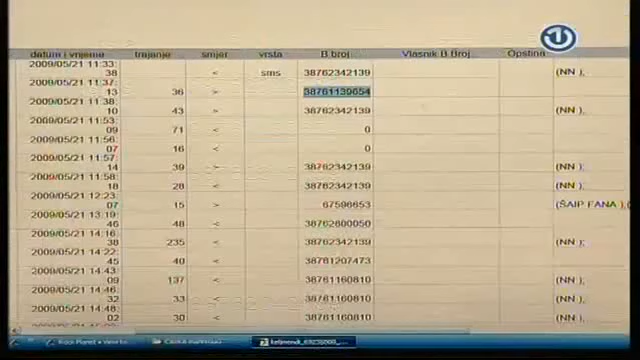 datum i vrijeme trajanje smjer vrsta B broj Vlasnik B Broj Opstina
2009/05/21 11:33:
38 < sms 38762342139 (NN ),
2009/05/21 11:37:
13 36 > 38761139654
2009/05/21 11:38:
10 43 > 38762342139 (NN ),
2009/05/21 11:53:
09 71 < 0
2009/05/21 11:56:
07 16 < 0
2009/05/21 11:57:
14 39 > 38762342139 (NN ),
2009/05/21 11:58:
18 28 < 38762342139 (NN ),
2009/05/21 12:23:
07 15 > 67596653 (ŠAIP FANA ),(
2009/05/21 13:19:
46 48 < 38762600050
2009/05/21 14:16:
38 235 < 38762342139 (NN ),
2009/05/21 14:22:
45 40 < 38761207473
2009/05/21 14:43:
09 137 < 38761160810 (NN ),
2009/05/21 14:46:
32 33 < 38761160810 (NN ),
2009/05/21 14:48:
02 30 < 38761160810 (NN ),